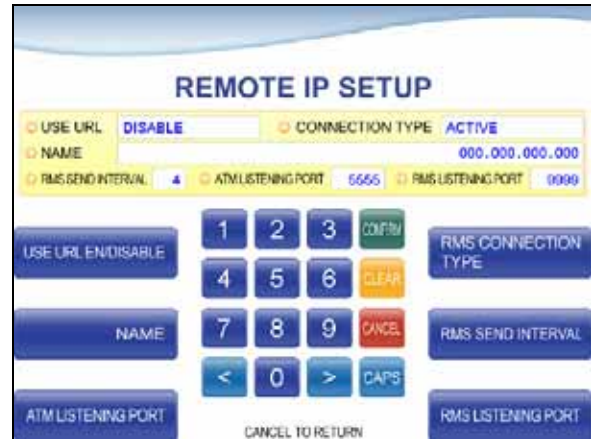 REMOTE IP SETUP
USE URL DISABLE CONNECTION TYPE ACTIVE
NAME 000.000.000.000
RMS SEND INTERVAL 4 ATM LISTENING PORT 5555 RMS LISTENING PORT 9999
1 2 3 CONFIRM
USE URL EN/DISABLE
RMS CONNECTION
TYPE
4 5 6 CLEAR
NAME
7 8 9 CANCEL
RMS SEND INTERVAL
< 0 > CAPS
ATM LISTENING PORT
RMS LISTENING PORT
CANCEL TO RETURN